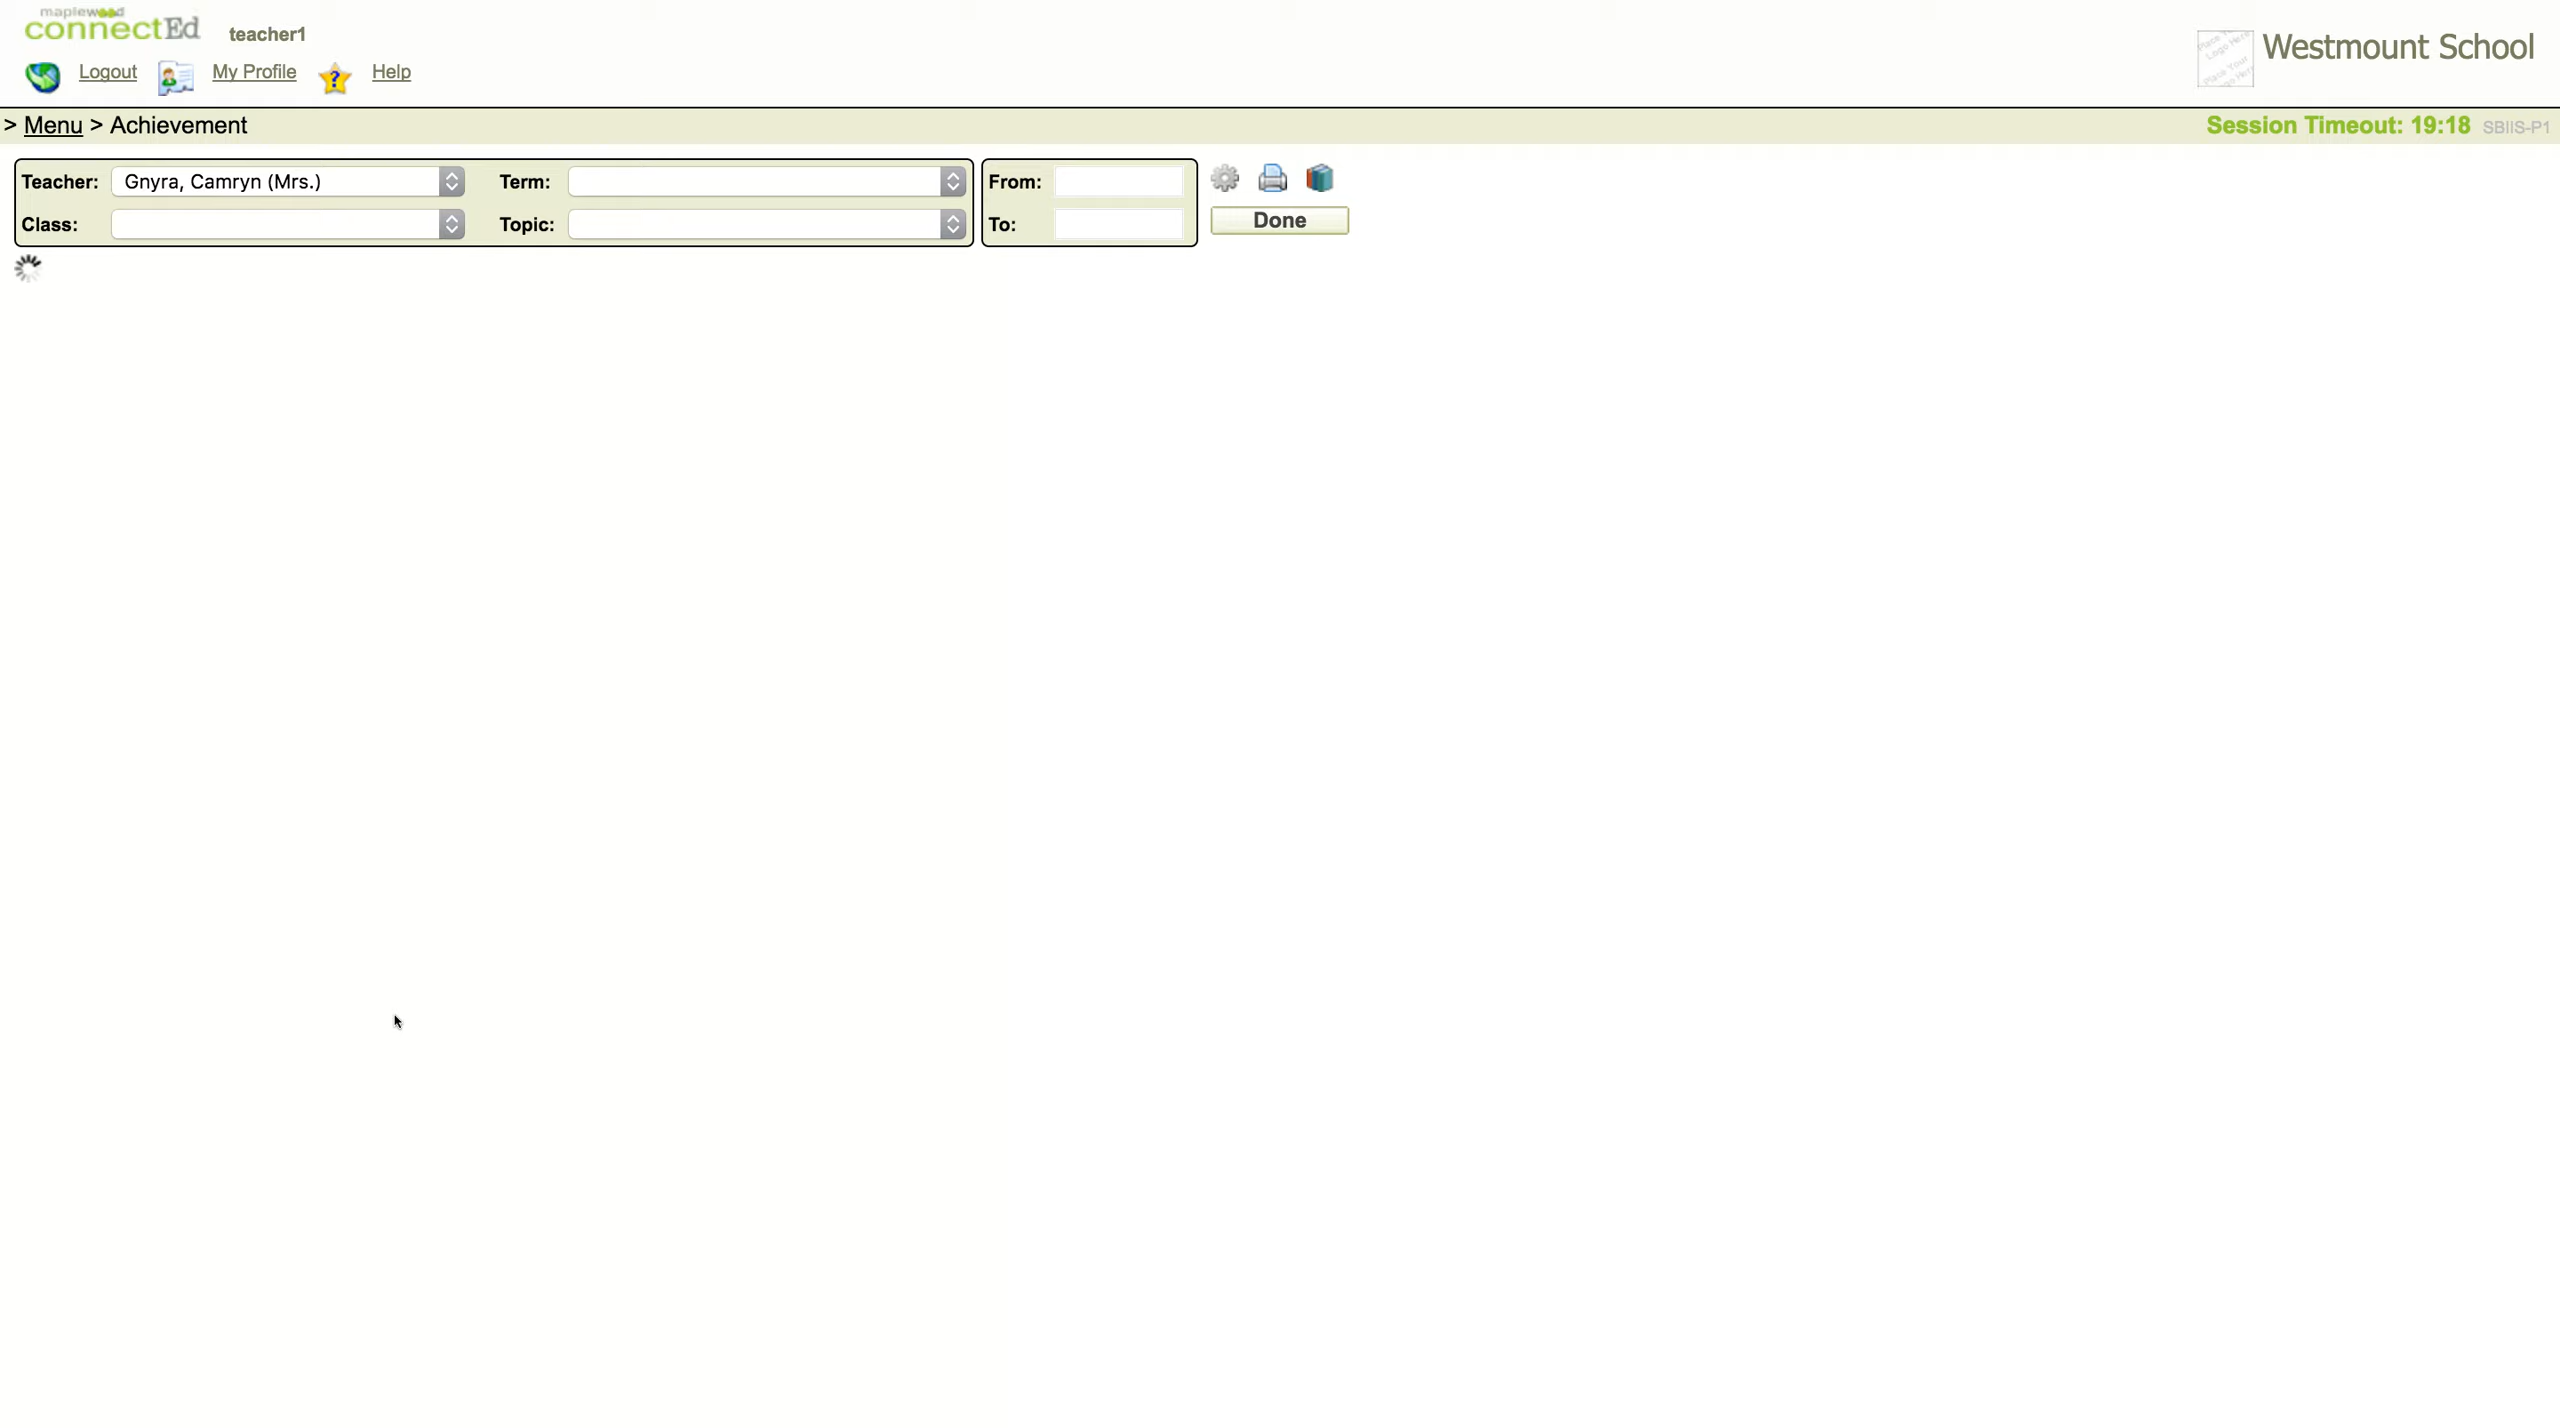 maplewood
connectEd teacher1
Logout My Profile Help
Westmount School
> Menu > Achievement
Session Timeout: 19:18 SBIIS-P1
Teacher: Gnyra, Camryn (Mrs.) Term: From:
Class: Topic: To:
Done